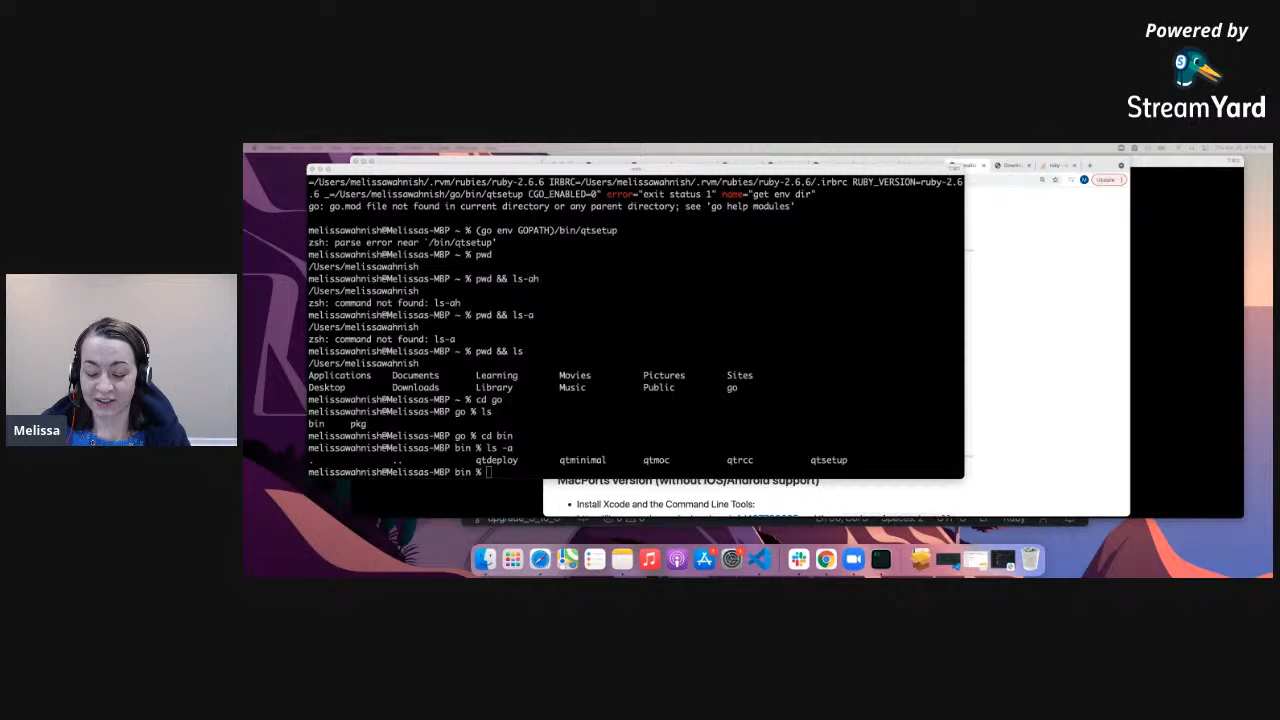 Powered by
StreamYard
Melissa
=/Users/melissawahnish/.rvm/rubies/ruby-2.6.6 IRBRC=/Users/melissawahnish/.rvm/rubies/ruby-2.6.6/.irbrc RUBY_VERSION=ruby-2.6
.6 _=/Users/melissawahnish/go/bin/qtsetup CGO_ENABLED=0" error="exit status 1" name="get env dir"
go: go.mod file not found in current directory or any parent directory; see 'go help modules'
melissawahnish@Melissas-MBP ~ % (go env GOPATH)/bin/qtsetup
zsh: parse error near `/bin/qtsetup'
melissawahnish@Melissas-MBP ~ % pwd
/Users/melissawahnish
melissawahnish@Melissas-MBP ~ % pwd && ls-ah
/Users/melissawahnish
zsh: command not found: ls-ah
melissawahnish@Melissas-MBP ~ % pwd && ls-a
/Users/melissawahnish
zsh: command not found: ls-a
melissawahnish@Melissas-MBP ~ % pwd && ls
/Users/melissawahnish
Applications Documents Learning Movies Pictures Sites
Desktop Downloads Library Music Public go
melissawahnish@Melissas-MBP ~ % cd go
melissawahnish@Melissas-MBP go % ls
bin pkg
melissawahnish@Melissas-MBP go % cd bin
melissawahnish@Melissas-MBP bin % ls -a
. .. qtdeploy qtminimal qtmoc qtrcc qtsetup
melissawahnish@Melissas-MBP bin %
Update
MacPorts version (without iOS/Android support)
Install Xcode and the Command Line Tools: